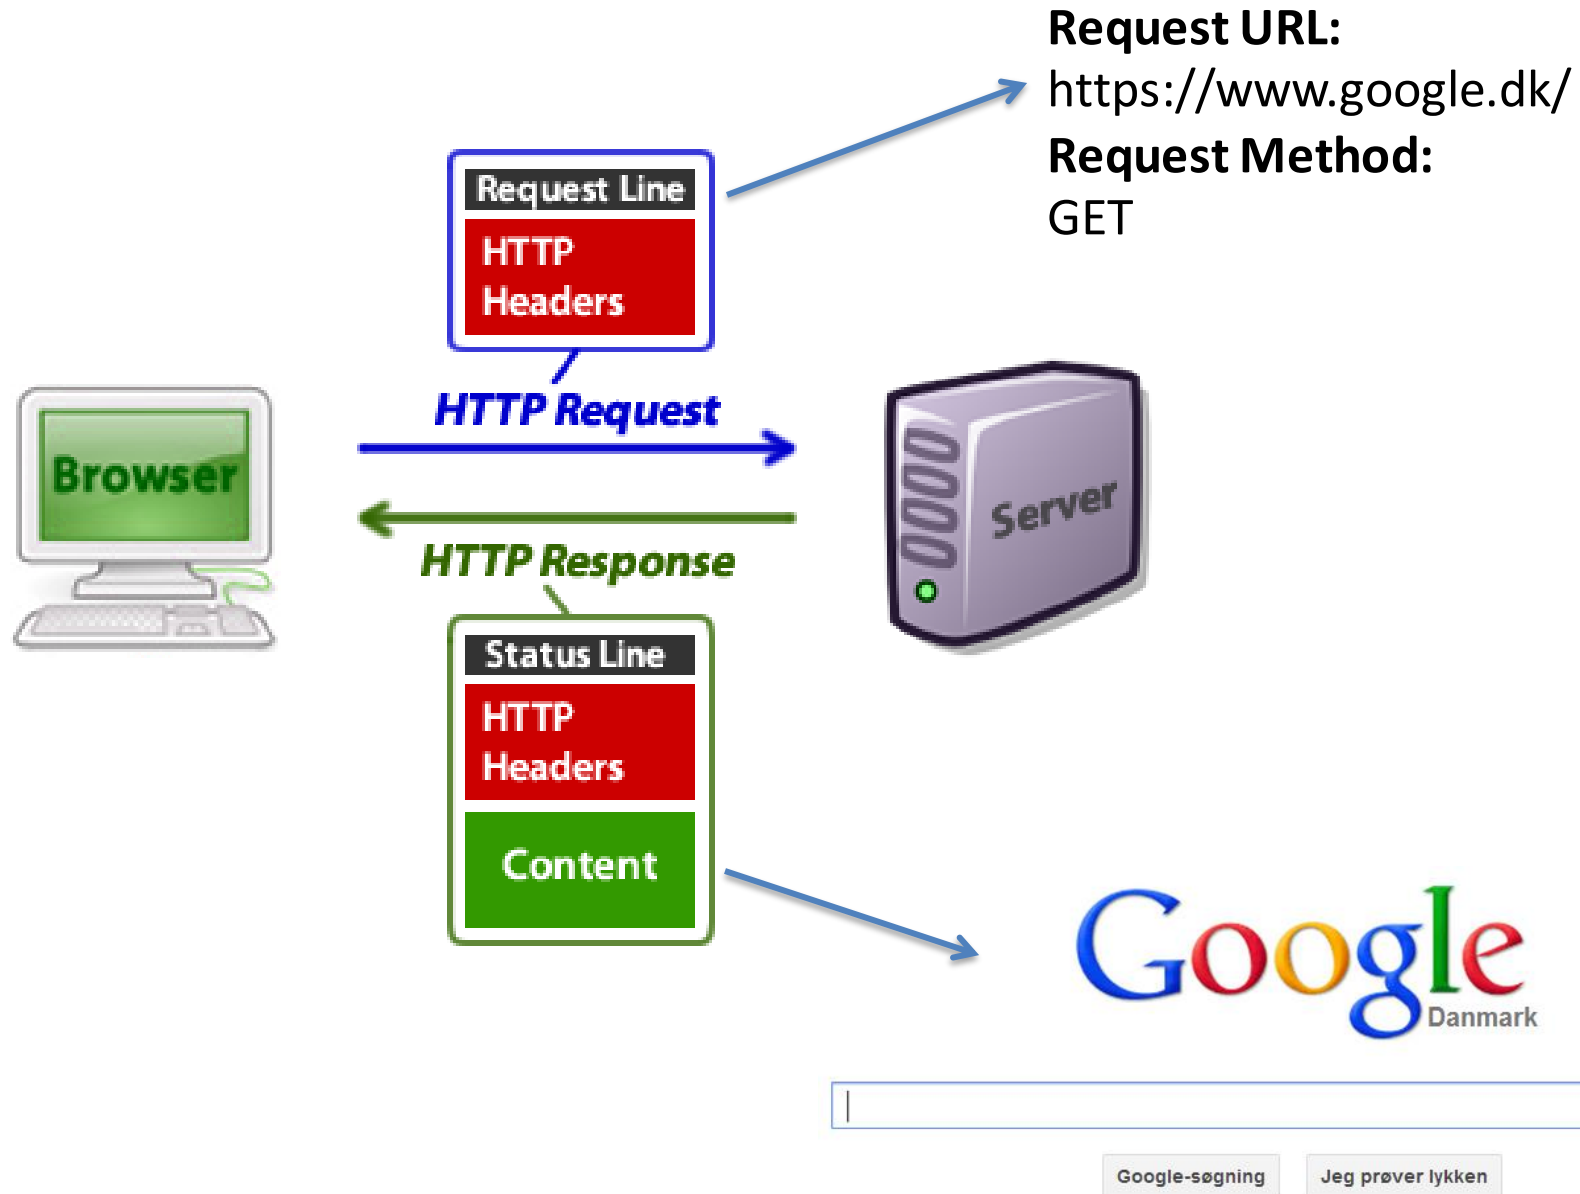 Request URL:
https://www.google.dk/
Request Method:
GET
Request Line
HTTP
Headers
HTTP Request
Browser
Server
HTTP Response
Status Line
HTTP
Headers
Content
Google
Danmark
Google-søgning
Jeg prøver lykken